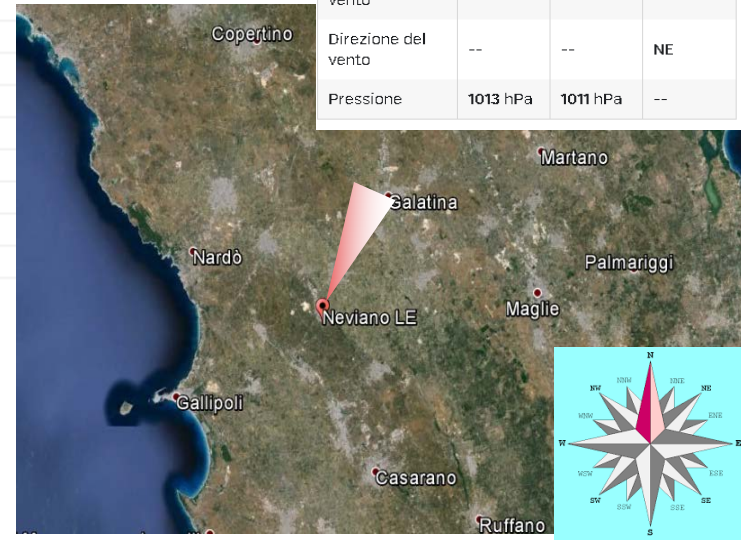 vento
Direzione del
vento
--
--
NE
Pressione
1013 hPa
1011 hPa
--
Copertino
Martano
Galatina
Nardò
Palmariggi
Maglie
Neviano LE
Gallipoli
Casarano
Ruffano
N
NNW
NNE
NW
NE
WNW
ENE
W
E
WSW
ESE
SW
SE
SSW
SSE
S